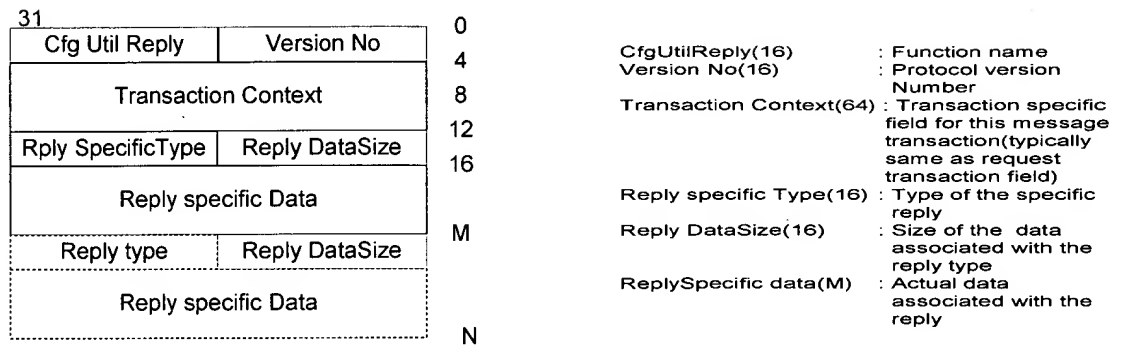 31
0
Cfg Util Reply Version No
4
Transaction Context
8
12
Rply SpecificType Reply DataSize
16
Reply specific Data
M
Reply type Reply DataSize
Reply specific Data
N
CfgUtilReply(16) : Function name
Version No(16) : Protocol version
Number
Transaction Context(64) : Transaction specific
field for this message
transaction(typically
same as request
transaction field)
Reply specific Type(16) : Type of the specific
reply
Reply DataSize(16) : Size of the data
associated with the
reply type
ReplySpecific data(M) : Actual data
associated with the
reply